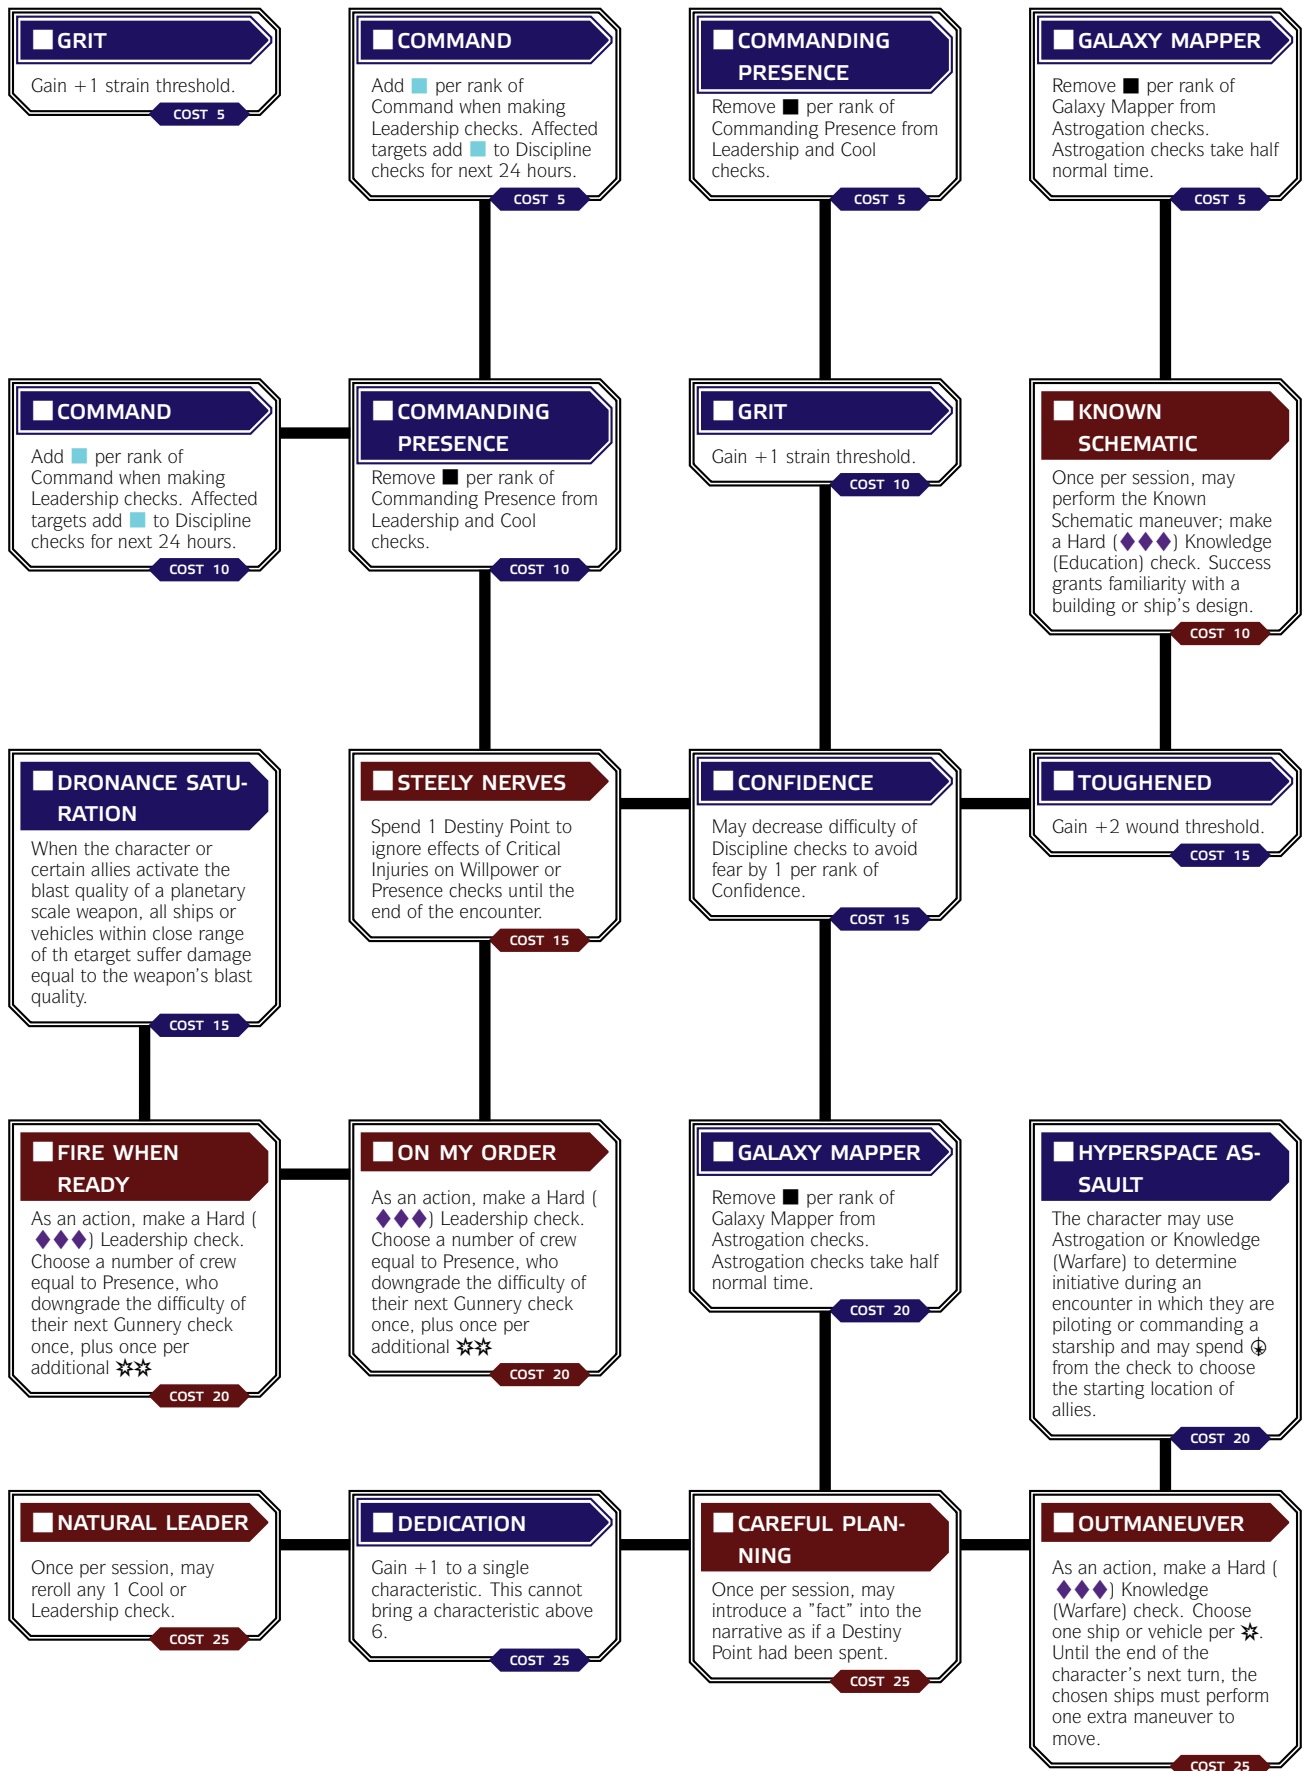 GRIT
Gain +1 strain threshold.
COST 5
COMMAND
Add per rank of
Command when making
Leadership checks. Affected
targets add to Discipline
checks for next 24 hours.
COST 5
COMMANDING
PRESENCE
Remove per rank of
Commanding Presence from
Leadership and Cool
checks.
COST 5
GALAXY MAPPER
Remove per rank of
Galaxy Mapper from
Astrogation checks.
Astrogation checks take half
normal time.
COST 5
COMMAND
Add per rank of
Command when making
Leadership checks. Affected
targets add to Discipline
checks for next 24 hours.
COST 10
COMMANDING
PRESENCE
Remove per rank of
Commanding Presence from
Leadership and Cool
checks.
COST 10
GRIT
Gain +1 strain threshold.
COST 10
KNOWN
SCHEMATIC
Once per session, may
perform the Known
Schematic maneuver; make
a Hard (♦♦♦) Knowledge
(Education) check. Success
grants familiarity with a
building or ship's design.
COST 10
DRONANCE SATU-
RATION
When the character or
certain allies activate the
blast quality of a planetary
scale weapon, all ships or
vehicles within close range
of th etarget suffer damage
equal to the weapon's blast
quality.
COST 15
STEELY NERVES
Spend 1 Destiny Point to
ignore effects of Critical
Injuries on Willpower or
Presence checks until the
end of the encounter.
COST 15
CONFIDENCE
May decrease difficulty of
Discipline checks to avoid
fear by 1 per rank of
Confidence.
COST 15
TOUGHENED
Gain +2 wound threshold.
COST 15
FIRE WHEN
READY
As an action, make a Hard (
♦♦♦) Leadership check.
Choose a number of crew
equal to Presence, who
downgrade the difficulty of
their next Gunnery check
once, plus once per
additional
COST 20
ON MY ORDER
As an action, make a Hard (
♦♦♦) Leadership check.
Choose a number of crew
equal to Presence, who
downgrade the difficulty of
their next Gunnery check
once, plus once per
additional
COST 20
GALAXY MAPPER
Remove per rank of
Galaxy Mapper from
Astrogation checks.
Astrogation checks take half
normal time.
COST 20
HYPERSPACE AS-
SAULT
The character may use
Astrogation or Knowledge
(Warfare) to determine
initiative during an
encounter in which they are
piloting or commanding a
starship and may spend
from the check to choose
the starting location of
allies.
COST 20
NATURAL LEADER
Once per session, may
reroll any 1 Cool or
Leadership check.
COST 25
DEDICATION
Gain +1 to a single
characteristic. This cannot
bring a characteristic above
6.
COST 25
CAREFUL PLAN-
NING
Once per session, may
introduce a "fact" into the
narrative as if a Destiny
Point had been spent.
COST 25
OUTMANEUVER
As an action, make a Hard (
♦♦♦) Knowledge
(Warfare) check. Choose
one ship or vehicle per .
Until the end of the
character's next turn, the
chosen ships must perform
one extra maneuver to
move.
COST 25